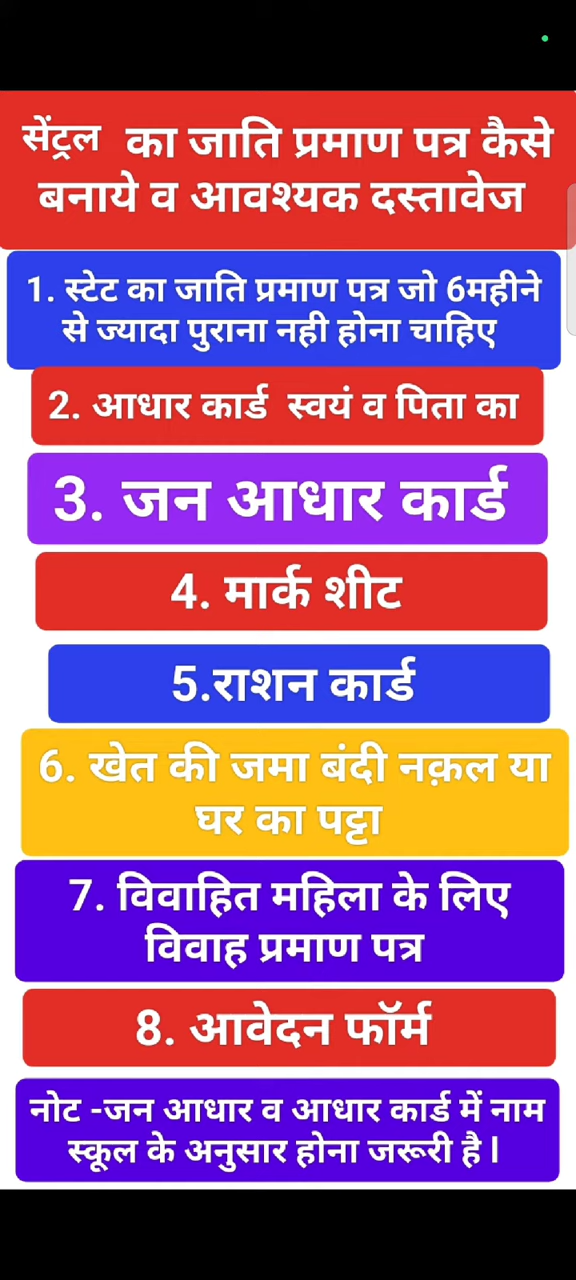 सेंट्रल का जाति प्रमाण पत्र कैसे
बनाये व आवश्यक दस्तावेज
1. स्टेट का जाति प्रमाण पत्र जो 6महीने
से ज्यादा पुराना नही होना चाहिए
2. आधार कार्ड स्वयं व पिता का
3. जन आधार कार्ड
4. मार्क शीट
5.राशन कार्ड
6. खेत की जमा बंदी नक़ल या
घर का पट्टा
7. विवाहित महिला के लिए
विवाह प्रमाण पत्र
8. आवेदन फॉर्म
नोट -जन आधार व आधार कार्ड में नाम
स्कूल के अनुसार होना जरूरी है l